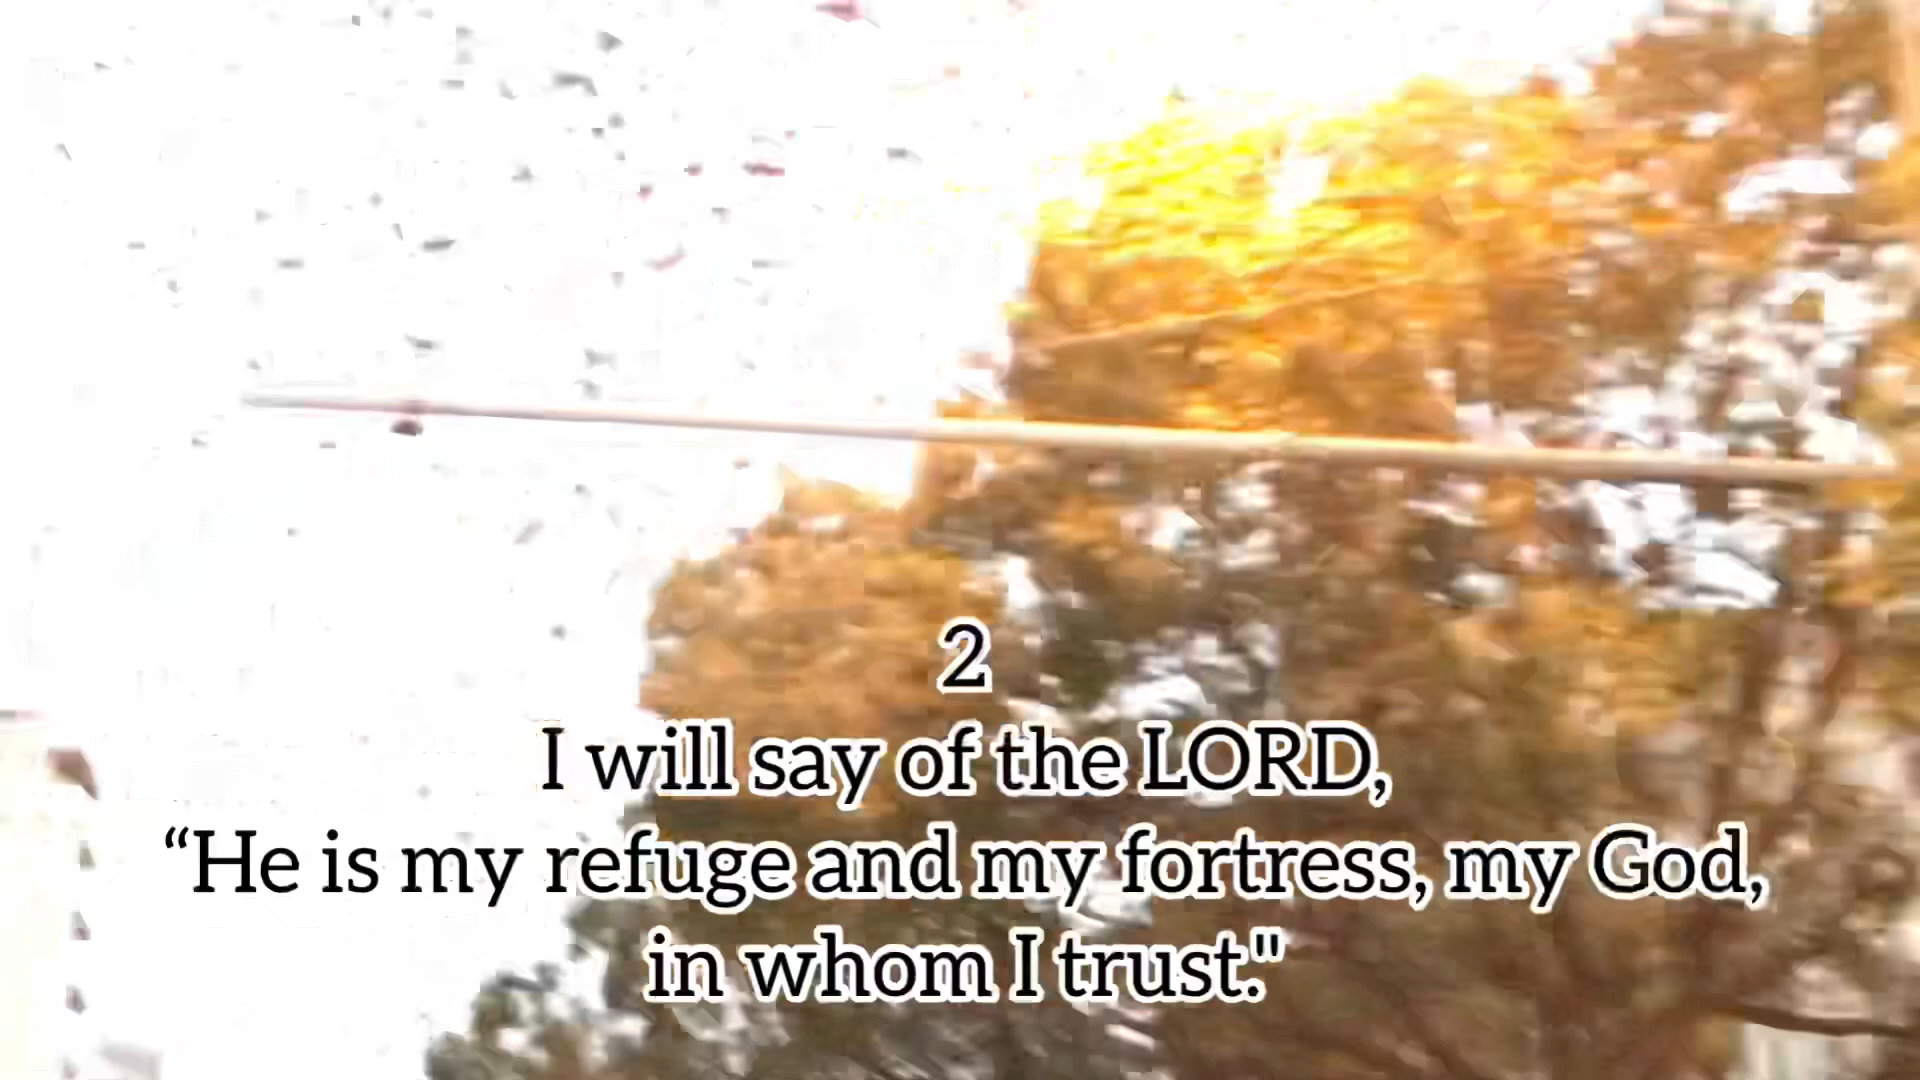 2
I will say of the LORD,
“He is my refuge and my fortress, my God,
in whom I trust."